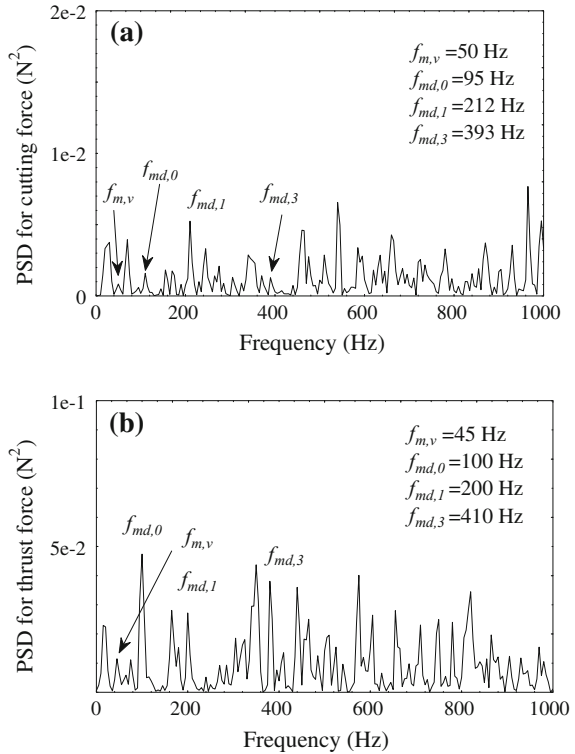 (a)
2e-2
1e-2
0
PSD for cutting force (N²)
f_{m,v} =50 Hz
f_{md,0} =95 Hz
f_{md,1} =212 Hz
f_{md,3} =393 Hz
f_{m,v}
f_{md,0}
f_{md,1}
f_{md,3}
0 200 400 600 800 1000
Frequency (Hz)
(b)
1e-1
5e-2
0
PSD for thrust force (N²)
f_{m,v} =45 Hz
f_{md,0} =100 Hz
f_{md,1} =200 Hz
f_{md,3} =410 Hz
f_{md,0}
f_{m,v}
f_{md,1}
f_{md,3}
0 200 400 600 800 1000
Frequency (Hz)